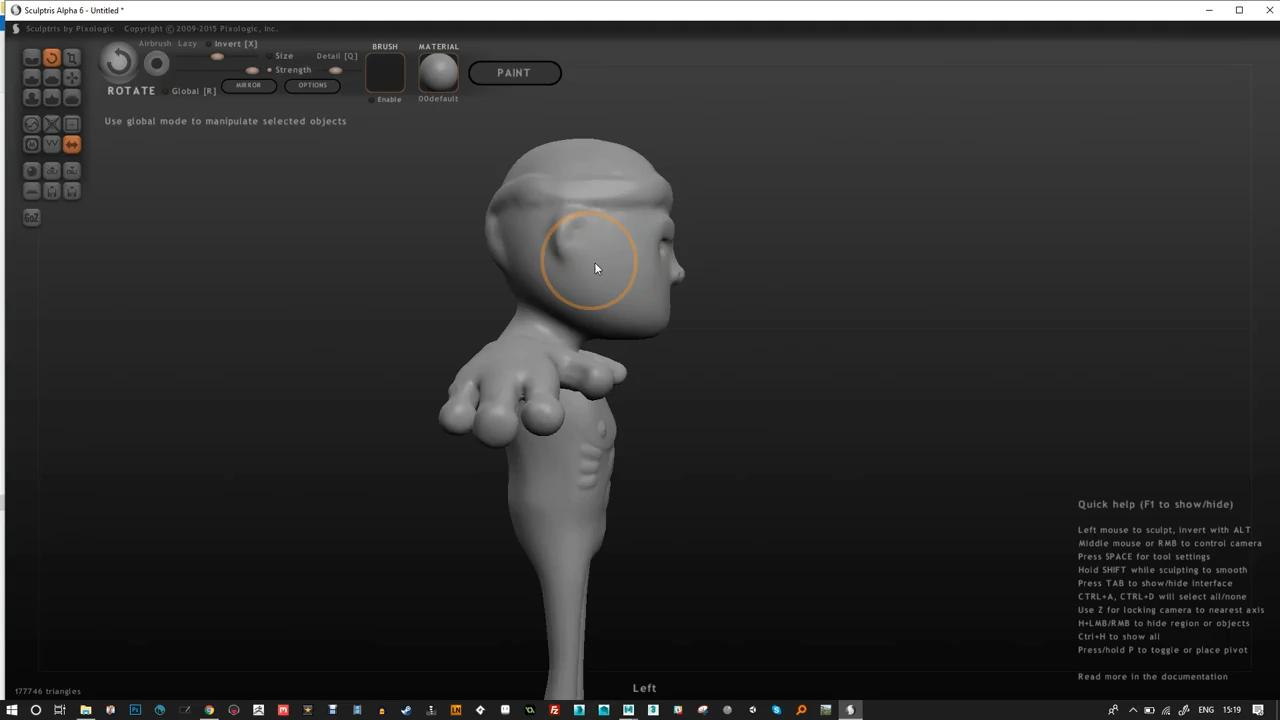 Sculptris Alpha 6 - Untitled *
Sculptris by Pixologic   Copyright © 2009-2015 Pixologic, Inc.
Airbrush Lazy Invert [X]
Size Detail [Q]
Strength
ROTATE Global [R] MIRROR OPTIONS
BRUSH
Enable
MATERIAL
00default
PAINT
Use global mode to manipulate selected objects
GoZ
OBJ OBJ
Quick help (F1 to show/hide)
Left mouse to sculpt, invert with ALT
Middle mouse or RMB to control camera
Press SPACE for tool settings
Hold SHIFT while sculpting to smooth
Press TAB to show/hide interface
CTRL+A, CTRL+D will select all/none
Use Z for locking camera to nearest axis
H+LMB/RMB to hide region or objects
Ctrl+H to show all
Press/hold P to toggle or place pivot
Read more in the documentation
Left
177746 triangles
ENG 15:19